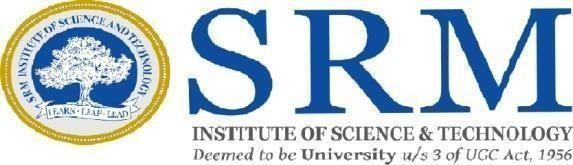 SRM INSTITUTE OF SCIENCE AND TECHNOLOGY
LEARN · LEAP · LEAD
SRM
INSTITUTE OF SCIENCE & TECHNOLOGY
Deemed to be University u/s 3 of UGC Act, 1956